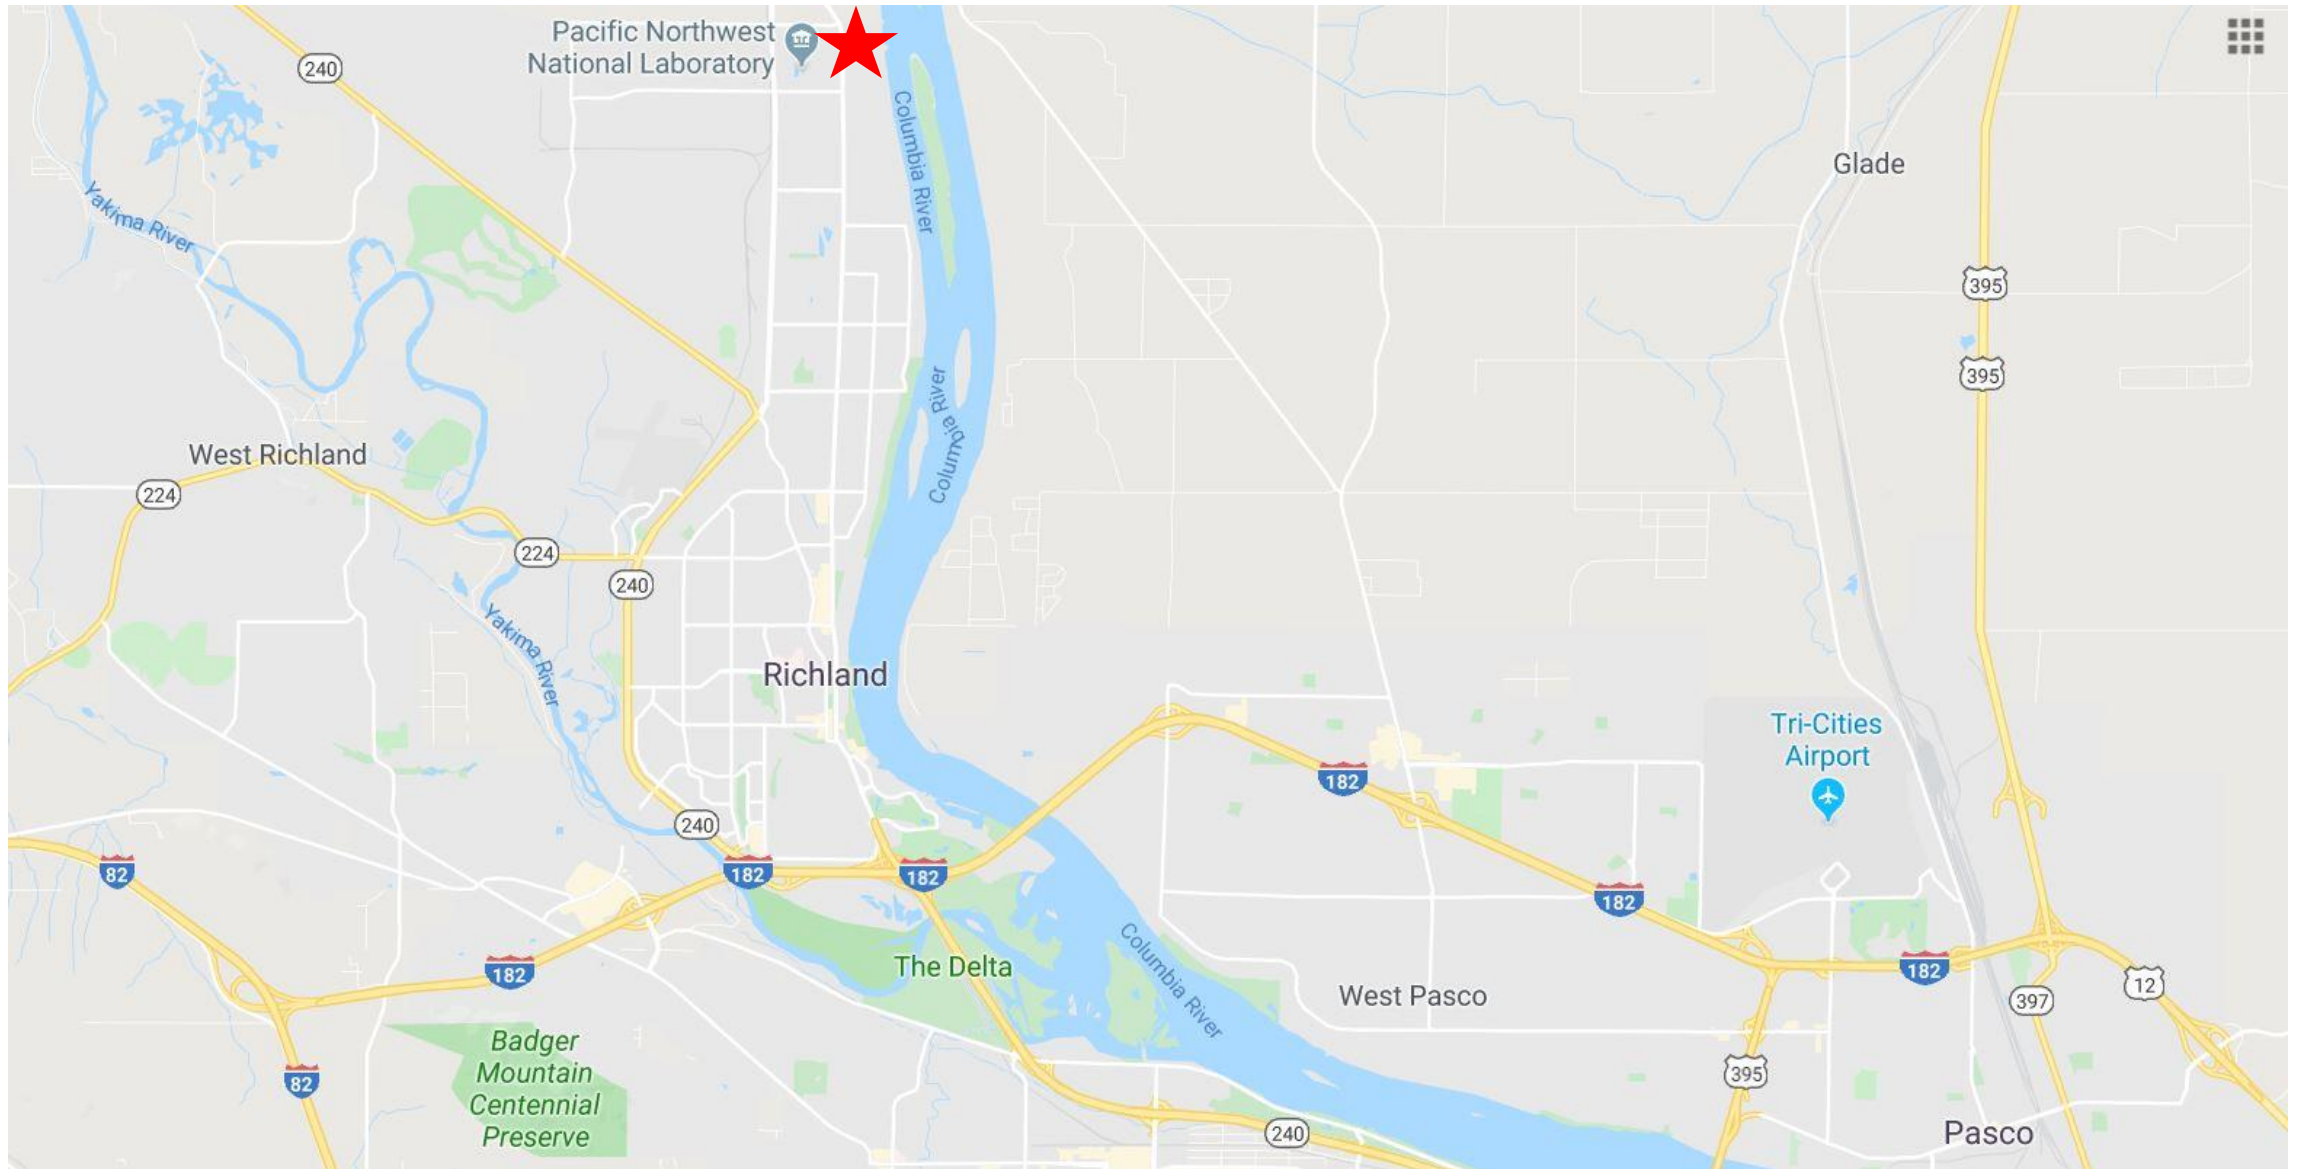 Pacific Northwest
National Laboratory
240
Columbia River
Glade
Yakima River
395
395
Columbia River
Columbia River
West Richland
224
224
240
Yakima River
Richland
Tri-Cities
Airport
182
240
82
182
182
182
Columbia River
The Delta
182
182
West Pasco
12
397
Badger
Mountain
Centennial
Preserve
82
395
240
Pasco